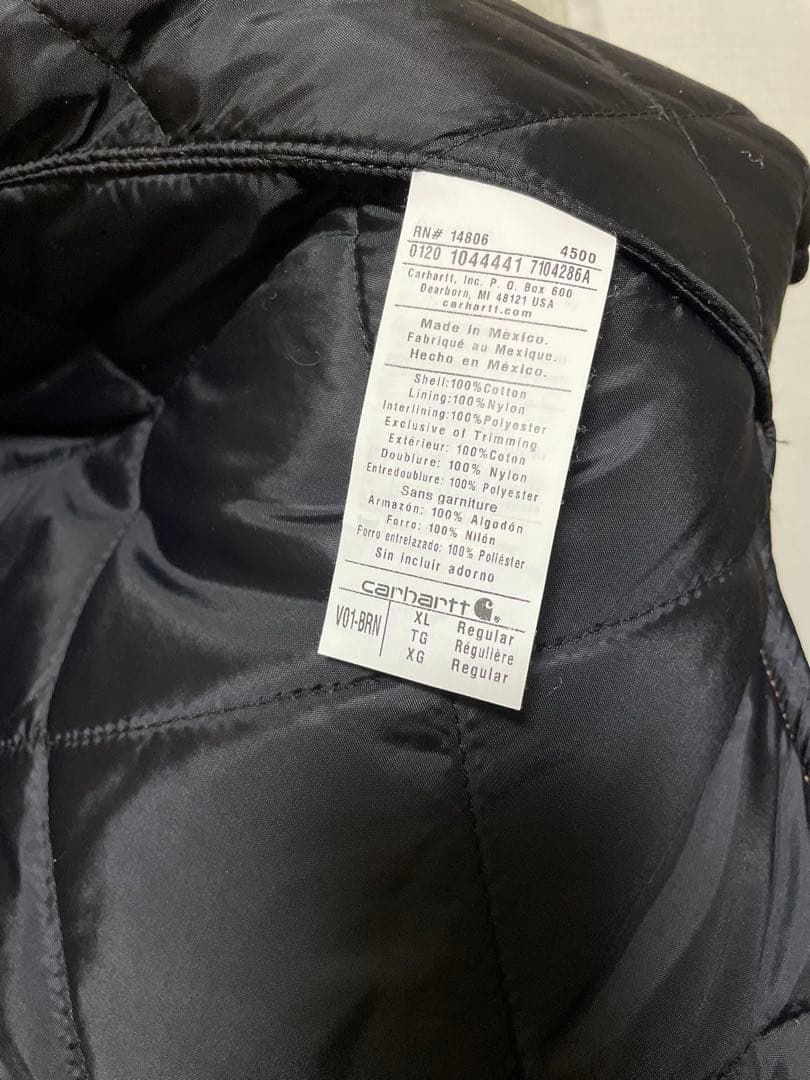 RN# 14806 4500
0120 1044441 7104286A
Carhartt, Inc. P. O. Box 600
Dearborn, MI 48121 USA
carhartt.com
Made in Mexico.
Fabriqué au Mexique.
Hecho en México.
Shell:100%Cotton
Lining:100%Nylon
Interlining:100%Polyester
Exclusive of Trimming
Extérieur: 100%Coton
Doublure: 100% Nylon
Entredoublure: 100% Polyester
Sans garniture
Armazón: 100% Algodón
Forro: 100% Nilón
Forro entrelazado: 100% Poliéster
Sin incluir adorno
carhartt
V01-BRN XL Regular
TG Régulière
XG Regular